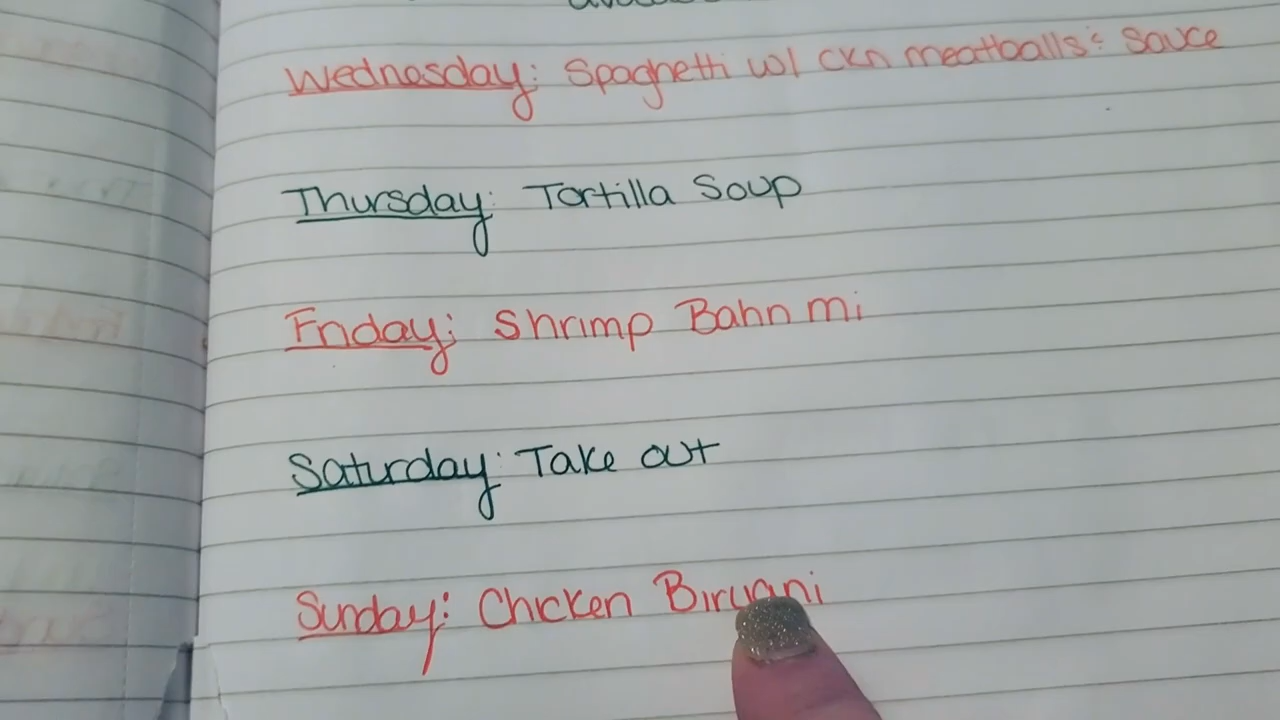 Wednesday: Spaghetti w/ ckn meatballs & sauce
Thursday: Tortilla Soup
Friday: Shrimp Bahn mi
Saturday: Take out
Sunday: Chicken Biryani